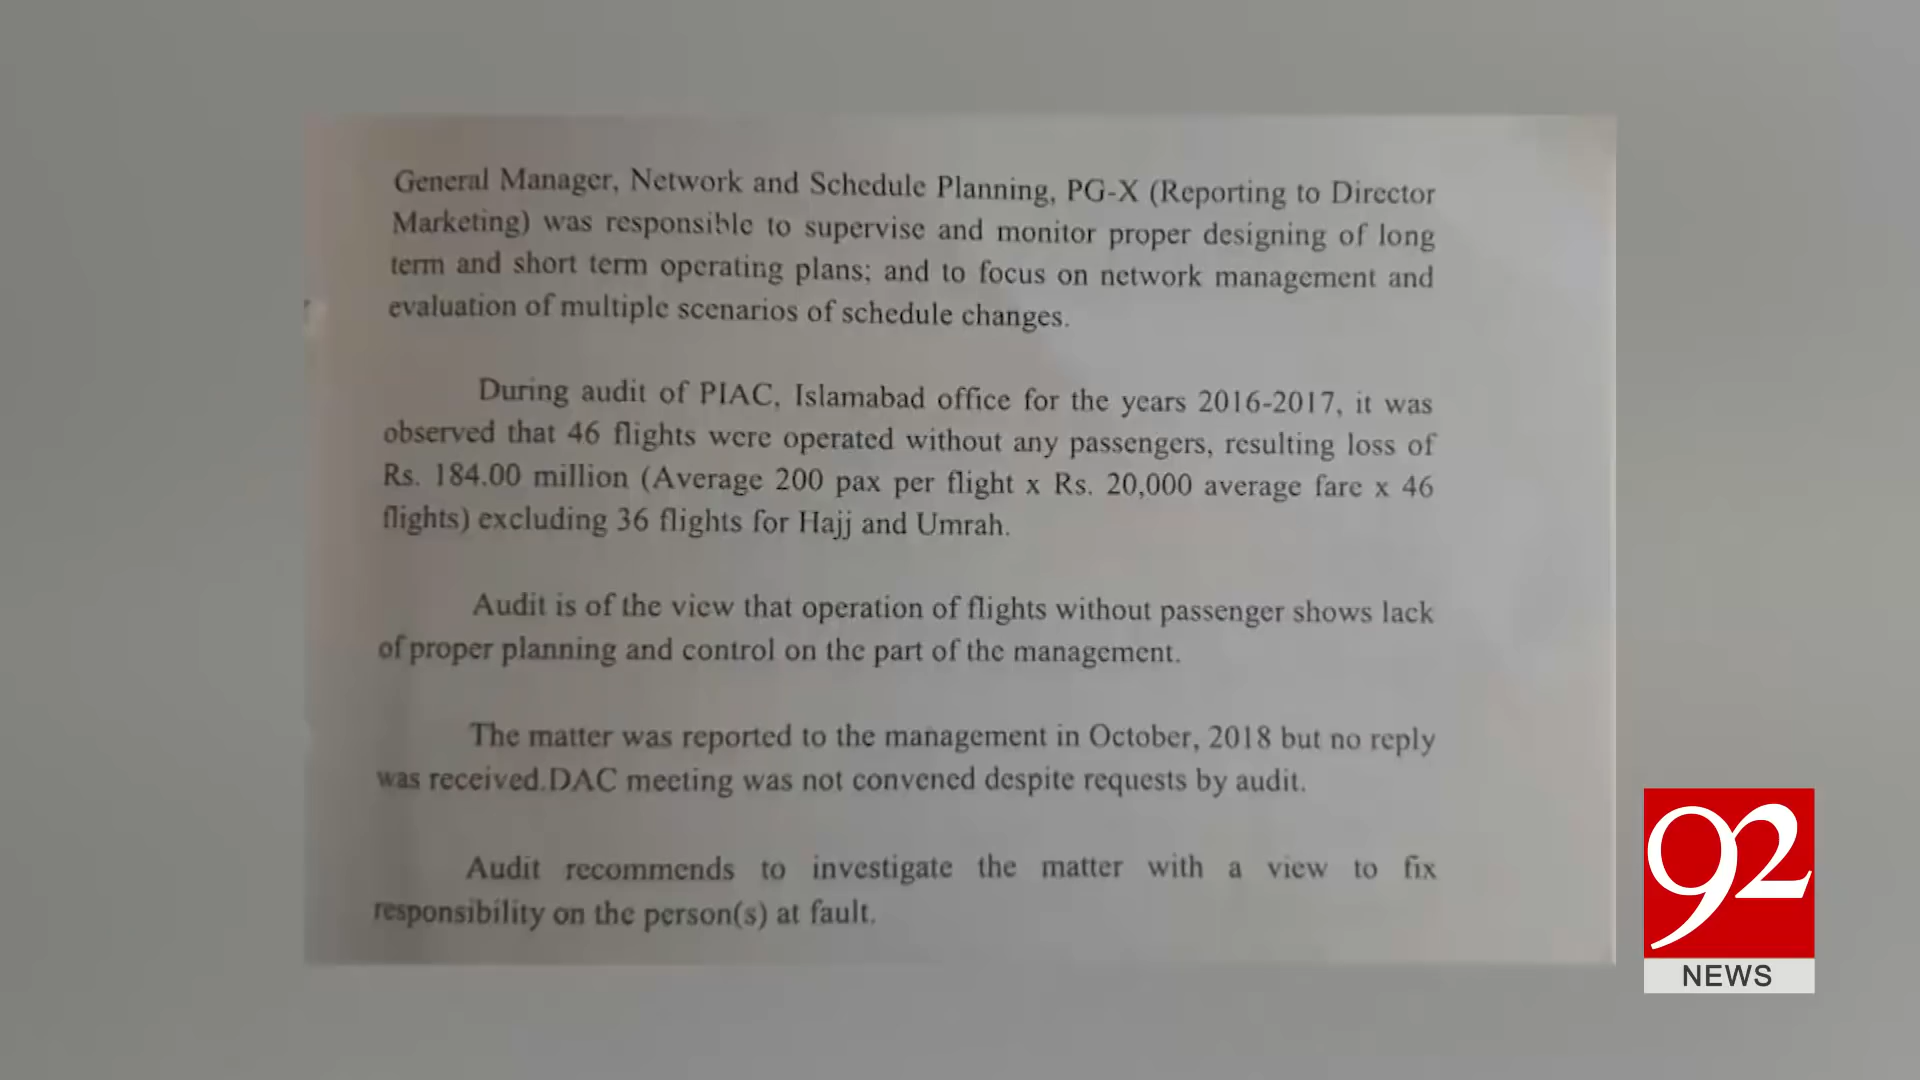 General Manager, Network and Schedule Planning, PG-X (Reporting to Director
Marketing) was responsible to supervise and monitor proper designing of long
term and short term operating plans; and to focus on network management and
evaluation of multiple scenarios of schedule changes.
During audit of PIAC, Islamabad office for the years 2016-2017, it was
observed that 46 flights were operated without any passengers, resulting loss of
Rs. 184.00 million (Average 200 pax per flight x Rs. 20,000 average fare x 46
flights) excluding 36 flights for Hajj and Umrah.
Audit is of the view that operation of flights without passenger shows lack
of proper planning and control on the part of the management.
The matter was reported to the management in October, 2018 but no reply
was received.DAC meeting was not convened despite requests by audit.
Audit recommends to investigate the matter with a view to fix
responsibility on the person(s) at fault.
92
NEWS